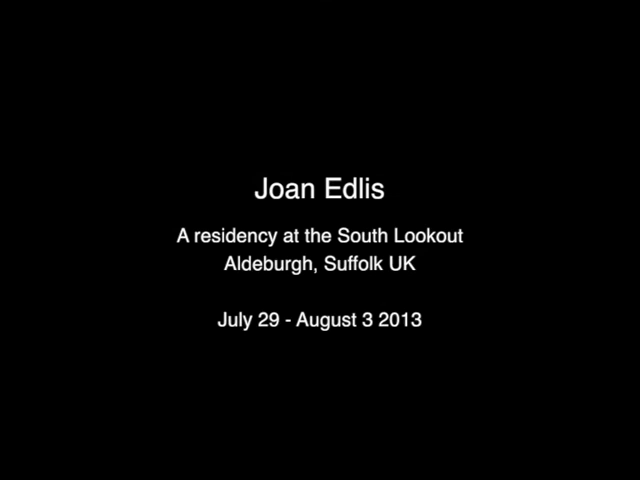 Joan Edlis
A residency at the South Lookout
Aldeburgh, Suffolk UK
July 29 - August 3 2013